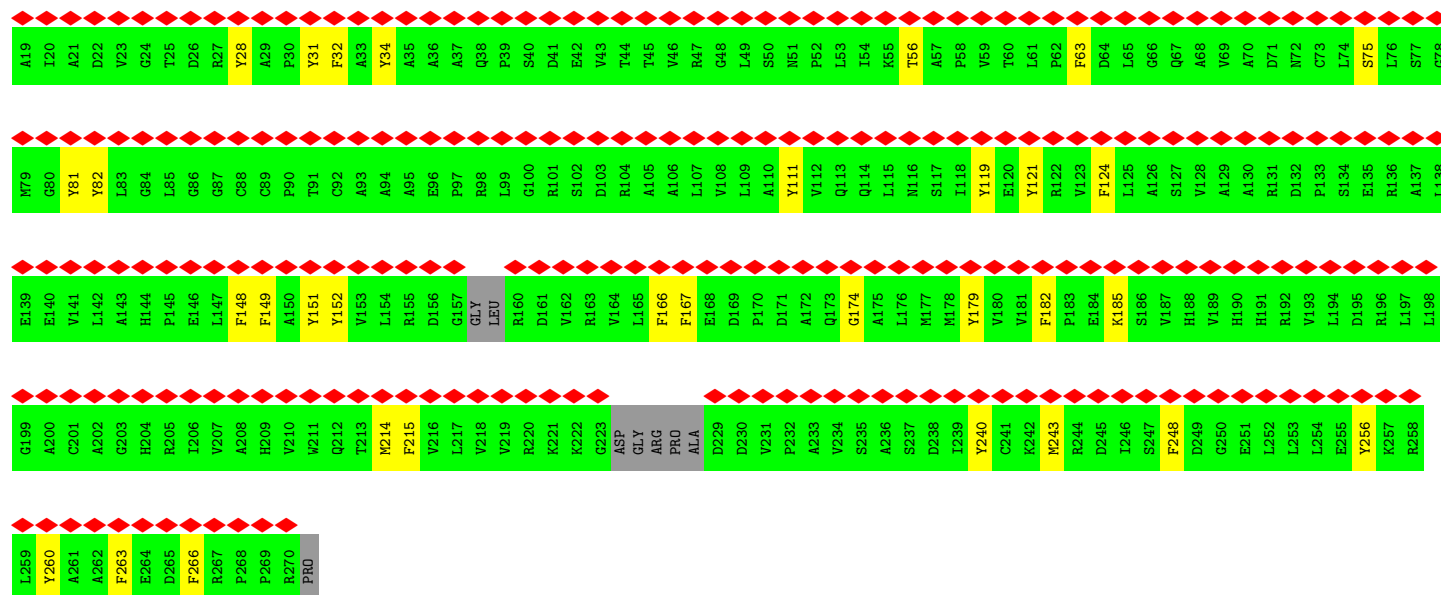 A19 I20 A21 D22 V23 G24 T25 D26 R27 Y28 A29 P30 Y31 F32 A33 Y34 A35 A36 A37 Q38 P39 S40 D41 E42 V43 T44 T45 V46 R47 G48 L49 S50 N51 P52 L53 I54 K55 T56 A57 P58 V59 T60 L61 P62 F63 D64 L65 G66 Q67 A68 V69 A70 D71 N72 C73 L74 S75 L76 S77 G78
M79 G80 Y81 Y82 L83 G84 L85 G86 G87 C88 C89 P90 T91 C92 A93 A94 A95 E96 P97 R98 L99 G100 R101 S102 D103 R104 A105 A106 L107 V108 L109 A110 Y111 V112 Q113 Q114 L115 N116 S117 I118 Y119 E120 Y121 R122 V123 F124 L125 A126 S127 V128 A129 A130 R131 D132 P133 S134 E135 R136 A137 L138
E139 E140 V141 L142 A143 H144 P145 E146 L147 F148 F149 A150 Y151 Y152 V153 L154 R155 D156 G157 GLY LEU R160 D161 V162 R163 V164 L165 F166 F167 E168 D169 P170 D171 A172 Q173 G174 A175 L176 M177 M178 Y179 V180 V181 F182 P183 E184 K185 S186 V187 H188 V189 H190 H191 R192 V193 L194 D195 R196 L197 L198
G199 A200 C201 A202 G203 H204 R205 I206 V207 A208 H209 V210 W211 Q212 T213 M214 F215 V216 L217 V218 V219 R220 K221 K222 G223 ASP GLY ARG PRO ALA D229 D230 V231 P232 A233 V234 S235 A236 S237 D238 I239 Y240 C241 K242 M243 R244 D245 I246 S247 F248 D249 G250 E251 L252 L253 L254 E255 Y256 K257 R258
L259 Y260 A261 A262 F263 E264 D265 F266 R267 P268 P269 R270 PRO